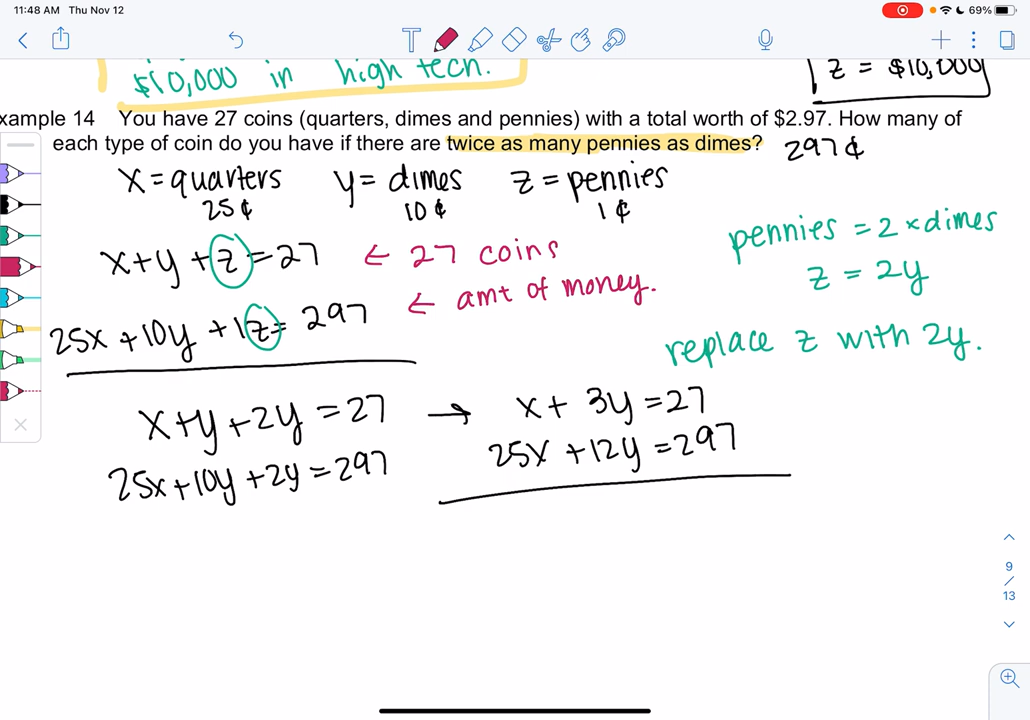 11:48 AM Thu Nov 12
69%
T
$10,000 in high tech.
z = $10,000
xample 14 You have 27 coins (quarters, dimes and pennies) with a total worth of $2.97. How many of
each type of coin do you have if there are twice as many pennies as dimes?
297¢
x = quarters y = dimes z = pennies
25¢ 10¢ 1¢
pennies = 2 × dimes
x + y + z = 27 ← 27 coins
z = 2y
25x + 10y + 1z = 297 ← amt of money.
replace z with 2y.
x + y + 2y = 27 → x + 3y = 27
25x + 10y + 2y = 297 25x + 12y = 297
9
/
13